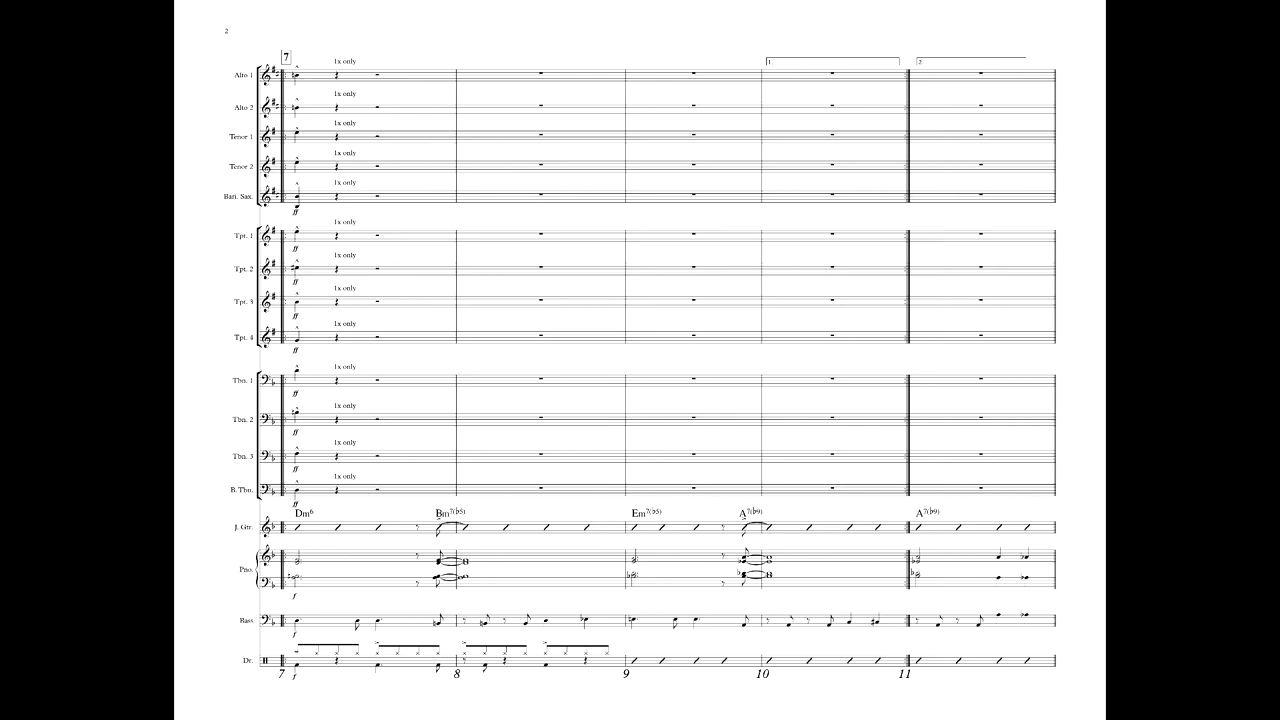 2
7
1.
2.
Alto 1
1x only
Alto 2
1x only
Tenor 1
1x only
Tenor 2
1x only
Bari. Sax.
1x only
ff
Tpt. 1
1x only
ff
Tpt. 2
1x only
ff
Tpt. 3
1x only
ff
Tpt. 4
1x only
ff
Tbn. 1
1x only
ff
Tbn. 2
1x only
ff
Tbn. 3
1x only
ff
B. Tbn.
1x only
ff
Dm6 Bm7(b5) Em7(b5) A7(b9) A7(b9)
J. Gtr.
Pno.
f
Bass
f
Dr.
f
7 8 9 10 11